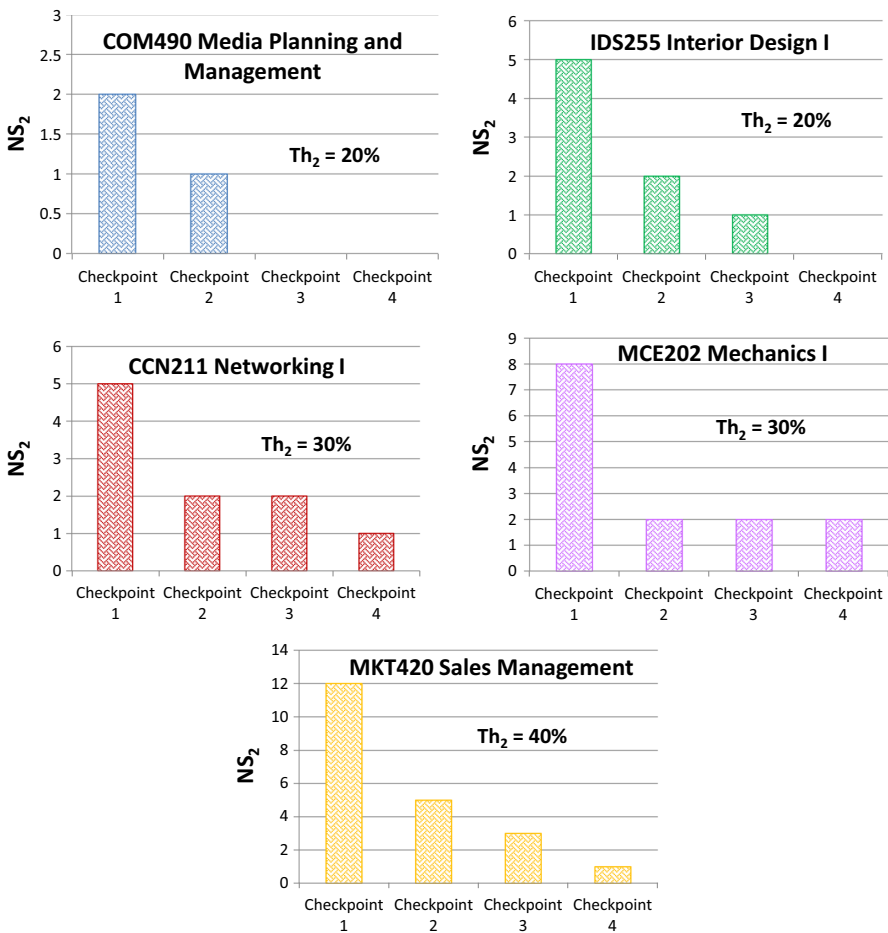 COM490 Media Planning and
Management
NS₂
3
2.5
2
1.5
1
0.5
0
Th₂ = 20%
Checkpoint Checkpoint Checkpoint Checkpoint
1 2 3 4
IDS255 Interior Design I
NS₂
6
5
4
3
2
1
0
Th₂ = 20%
Checkpoint Checkpoint Checkpoint Checkpoint
1 2 3 4
CCN211 Networking I
NS₂
6
5
4
3
2
1
0
Th₂ = 30%
Checkpoint Checkpoint Checkpoint Checkpoint
1 2 3 4
MCE202 Mechanics I
NS₂
9
8
7
6
5
4
3
2
1
0
Th₂ = 30%
Checkpoint Checkpoint Checkpoint Checkpoint
1 2 3 4
MKT420 Sales Management
NS₂
14
12
10
8
6
4
2
0
Th₂ = 40%
Checkpoint Checkpoint Checkpoint Checkpoint
1 2 3 4